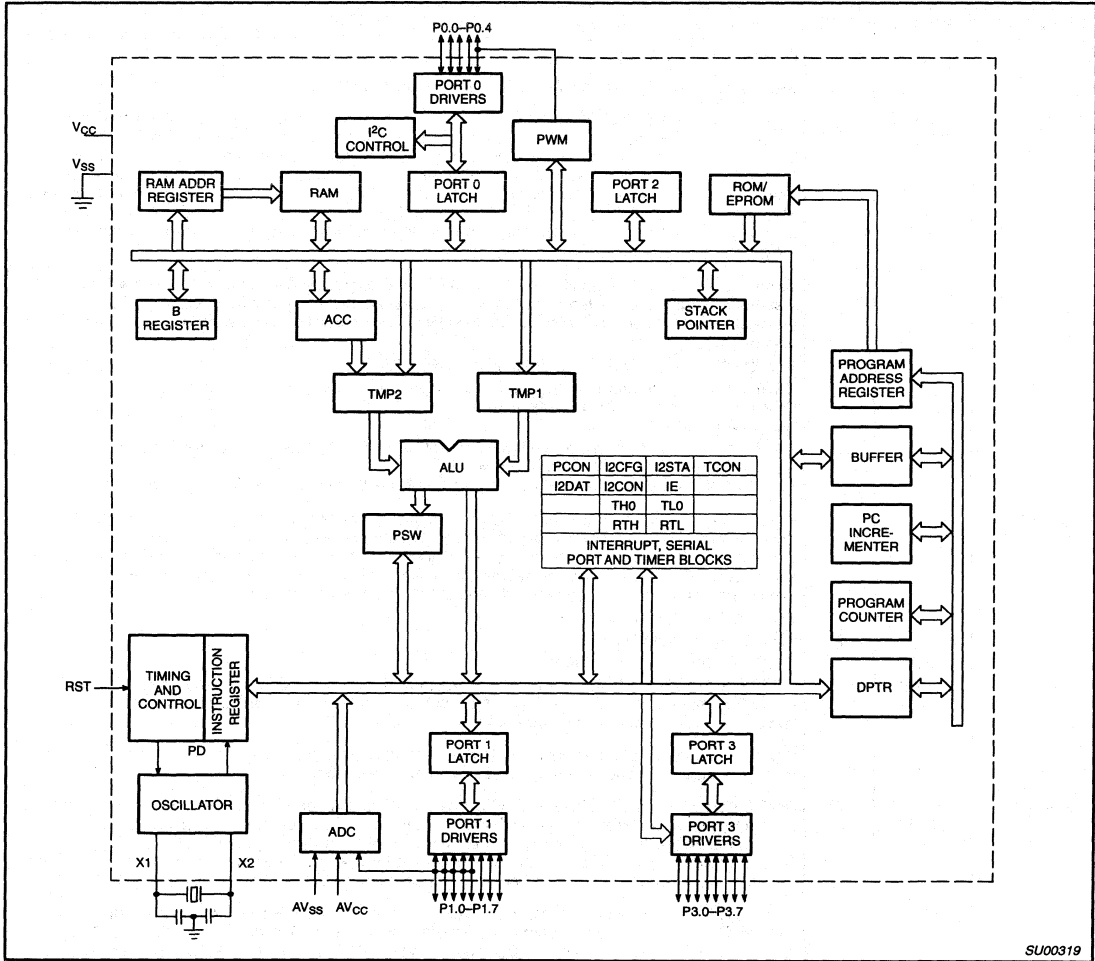 P0.0–P0.4
PORT 0
DRIVERS
VCC
I2C
CONTROL
PWM
VSS
RAM ADDR
REGISTER
RAM
PORT 0
LATCH
PORT 2
LATCH
ROM/
EPROM
B
REGISTER
ACC
STACK
POINTER
PROGRAM
ADDRESS
REGISTER
TMP2
TMP1
BUFFER
ALU
PCON I2CFG I2STA TCON
I2DAT I2CON IE
TH0 TL0
RTH RTL
INTERRUPT, SERIAL
PORT AND TIMER BLOCKS
PSW
PC
INCRE-
MENTER
PROGRAM
COUNTER
RST
TIMING
AND
CONTROL
INSTRUCTION
REGISTER
DPTR
PD
PORT 1
LATCH
PORT 3
LATCH
OSCILLATOR
ADC
PORT 1
DRIVERS
PORT 3
DRIVERS
X1
X2
AVSS
AVCC
P1.0–P1.7
P3.0–P3.7
SU00319